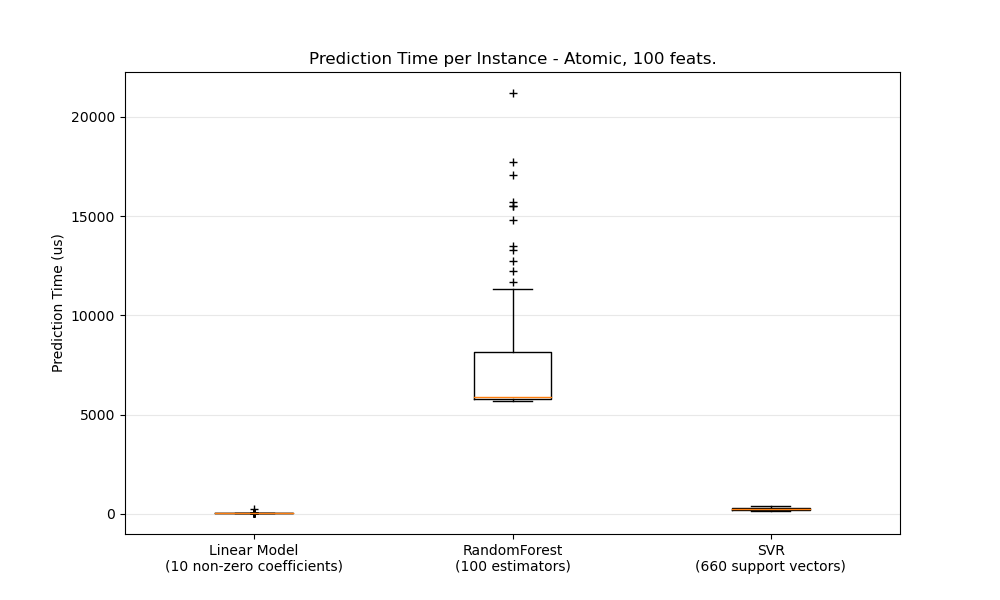 Prediction Time per Instance - Atomic, 100 feats.
Prediction Time (us)
20000
15000
10000
5000
0
Linear Model
(10 non-zero coefficients)
RandomForest
(100 estimators)
SVR
(660 support vectors)